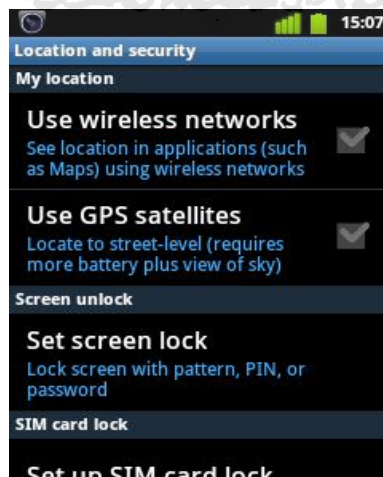 15:07
Location and security
My location
Use wireless networks
See location in applications (such
as Maps) using wireless networks
Use GPS satellites
Locate to street-level (requires
more battery plus view of sky)
Screen unlock
Set screen lock
Lock screen with pattern, PIN, or
password
SIM card lock
Set up SIM card lock